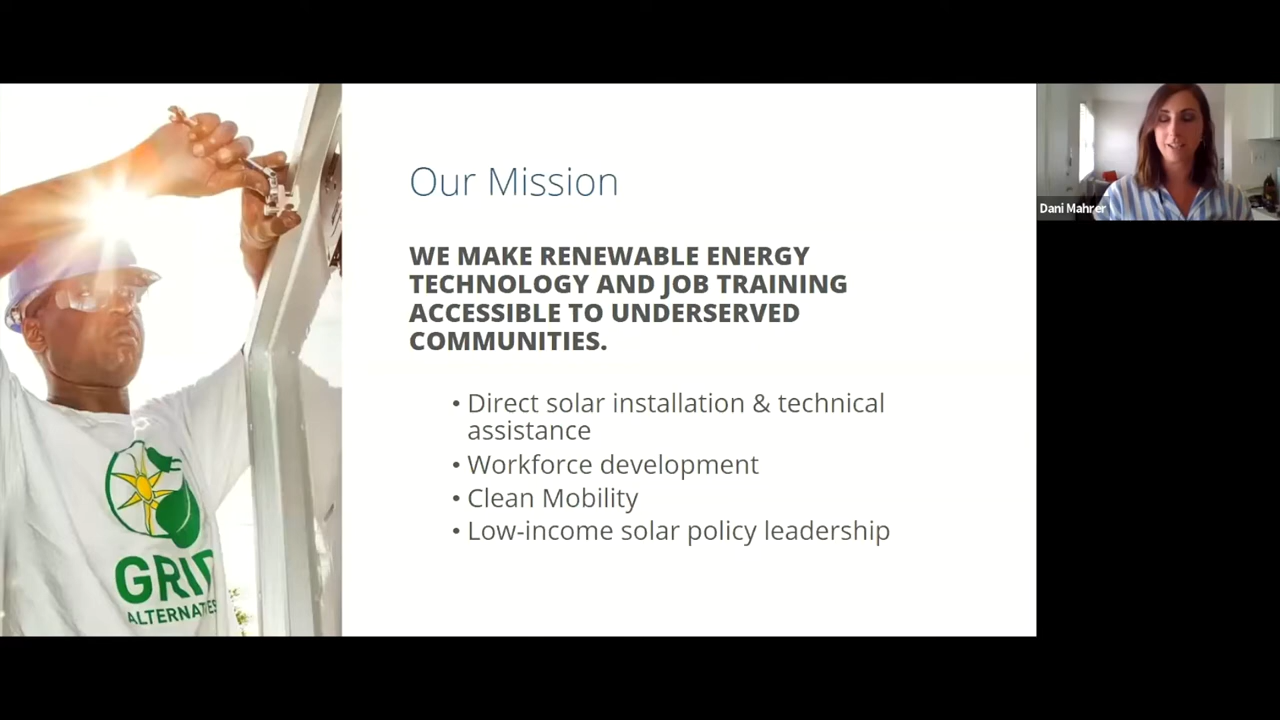 Our Mission
WE MAKE RENEWABLE ENERGY
TECHNOLOGY AND JOB TRAINING
ACCESSIBLE TO UNDERSERVED
COMMUNITIES.
• Direct solar installation & technical
assistance
• Workforce development
• Clean Mobility
• Low-income solar policy leadership
GRID
ALTERNATIVES
Dani Mahrer